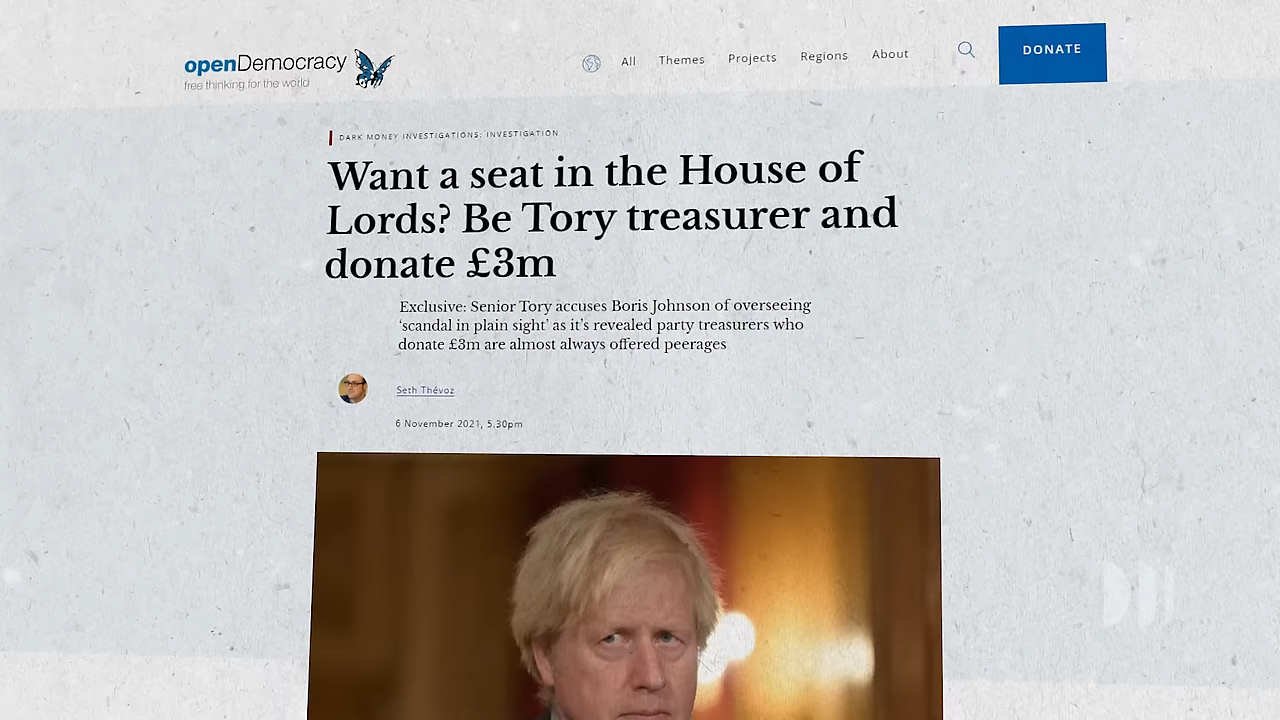 openDemocracy
free thinking for the world
All Themes Projects Regions About
DONATE
DARK MONEY INVESTIGATIONS: INVESTIGATION
Want a seat in the House of
Lords? Be Tory treasurer and
donate £3m
Exclusive: Senior Tory accuses Boris Johnson of overseeing
‘scandal in plain sight’ as it’s revealed party treasurers who
donate £3m are almost always offered peerages
Seth Thévoz
6 November 2021, 5.30pm